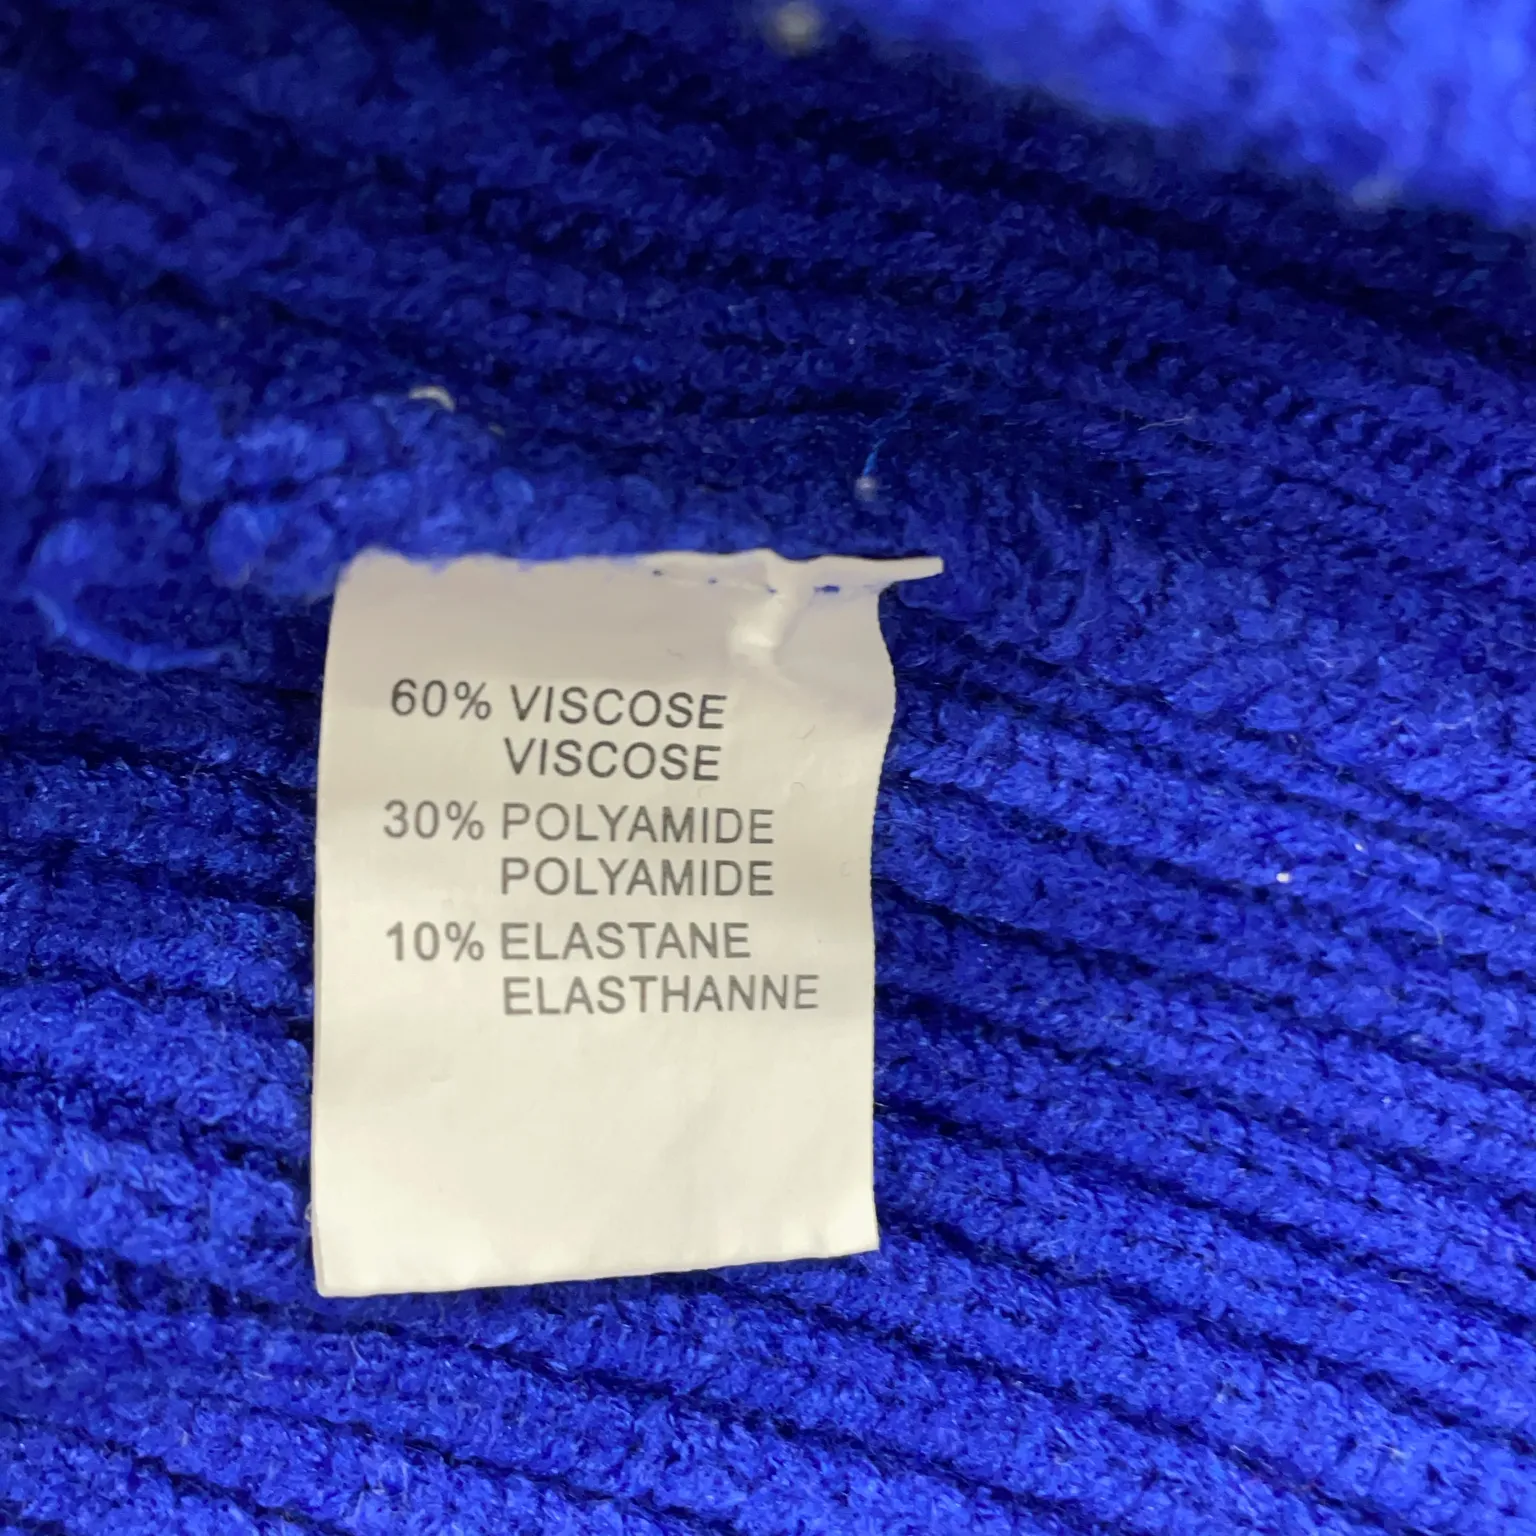 60% VISCOSE
VISCOSE
30% POLYAMIDE
POLYAMIDE
10% ELASTANE
ELASTHANNE